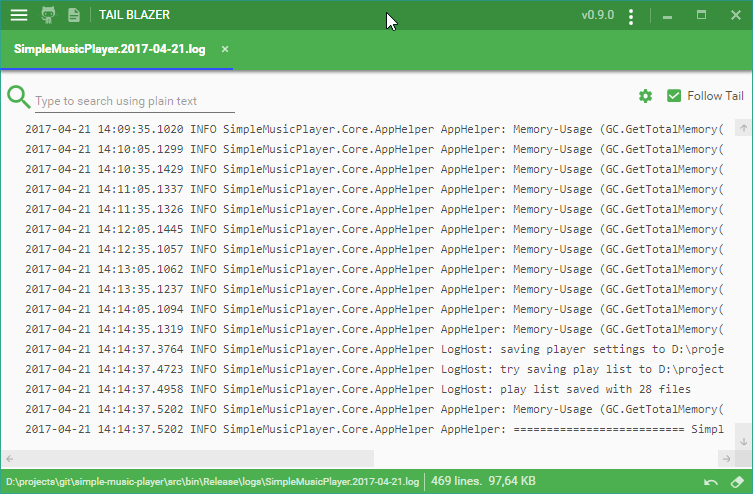 TAIL BLAZER
v0.9.0
SimpleMusicPlayer.2017-04-21.log ×
Type to search using plain text
Follow Tail
2017-04-21 14:09:35.1020 INFO SimpleMusicPlayer.Core.AppHelper AppHelper: Memory-Usage (GC.GetTotalMemory(
2017-04-21 14:10:05.1299 INFO SimpleMusicPlayer.Core.AppHelper AppHelper: Memory-Usage (GC.GetTotalMemory(
2017-04-21 14:10:35.1429 INFO SimpleMusicPlayer.Core.AppHelper AppHelper: Memory-Usage (GC.GetTotalMemory(
2017-04-21 14:11:05.1337 INFO SimpleMusicPlayer.Core.AppHelper AppHelper: Memory-Usage (GC.GetTotalMemory(
2017-04-21 14:11:35.1326 INFO SimpleMusicPlayer.Core.AppHelper AppHelper: Memory-Usage (GC.GetTotalMemory(
2017-04-21 14:12:05.1445 INFO SimpleMusicPlayer.Core.AppHelper AppHelper: Memory-Usage (GC.GetTotalMemory(
2017-04-21 14:12:35.1057 INFO SimpleMusicPlayer.Core.AppHelper AppHelper: Memory-Usage (GC.GetTotalMemory(
2017-04-21 14:13:05.1062 INFO SimpleMusicPlayer.Core.AppHelper AppHelper: Memory-Usage (GC.GetTotalMemory(
2017-04-21 14:13:35.1237 INFO SimpleMusicPlayer.Core.AppHelper AppHelper: Memory-Usage (GC.GetTotalMemory(
2017-04-21 14:14:05.1094 INFO SimpleMusicPlayer.Core.AppHelper AppHelper: Memory-Usage (GC.GetTotalMemory(
2017-04-21 14:14:35.1319 INFO SimpleMusicPlayer.Core.AppHelper AppHelper: Memory-Usage (GC.GetTotalMemory(
2017-04-21 14:14:37.3764 INFO SimpleMusicPlayer.Core.AppHelper LogHost: saving player settings to D:\proje
2017-04-21 14:14:37.4723 INFO SimpleMusicPlayer.Core.AppHelper LogHost: try saving play list to D:\project
2017-04-21 14:14:37.4958 INFO SimpleMusicPlayer.Core.AppHelper LogHost: play list saved with 28 files
2017-04-21 14:14:37.5202 INFO SimpleMusicPlayer.Core.AppHelper AppHelper: Memory-Usage (GC.GetTotalMemory(
2017-04-21 14:14:37.5202 INFO SimpleMusicPlayer.Core.AppHelper AppHelper: ========================== Simpl
D:\projects\git\simple-music-player\src\bin\Release\logs\SimpleMusicPlayer.2017-04-21.log
469 lines. 97,64 KB